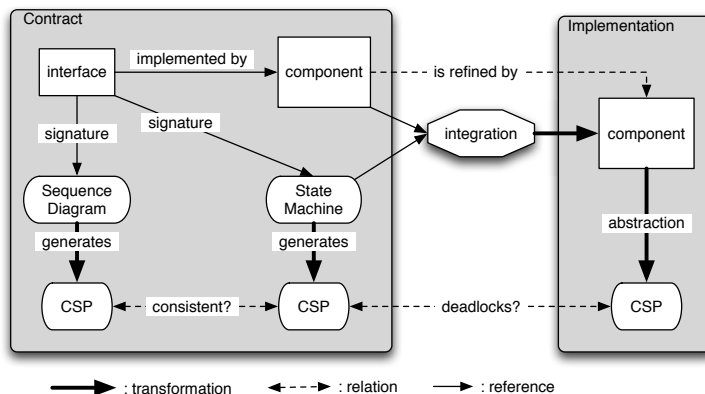 Contract
Implementation
interface
implemented by
component
is refined by
signature
signature
integration
component
Sequence
Diagram
State
Machine
generates
generates
abstraction
CSP
consistent?
CSP
deadlocks?
CSP
: transformation
: relation
: reference